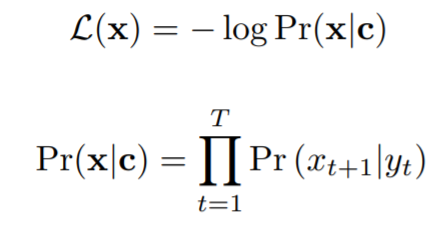 𝓛(𝐱) = − log Pr(𝐱|𝐜)
Pr(𝐱|𝐜) = ∏_{t=1}^{T} Pr (x_{t+1}|y_t)